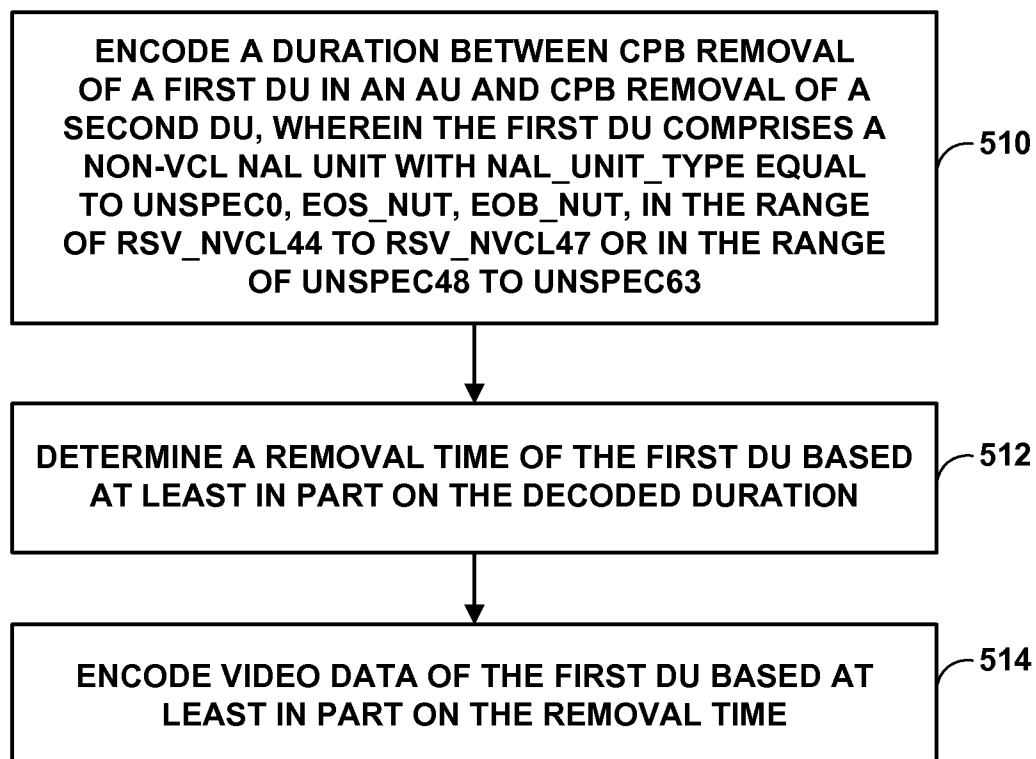 ENCODE A DURATION BETWEEN CPB REMOVAL
OF A FIRST DU IN AN AU AND CPB REMOVAL OF A
SECOND DU, WHEREIN THE FIRST DU COMPRISES A
NON-VCL NAL UNIT WITH NAL_UNIT_TYPE EQUAL
TO UNSPEC0, EOS_NUT, EOB_NUT, IN THE RANGE
OF RSV_NVCL44 TO RSV_NVCL47 OR IN THE RANGE
OF UNSPEC48 TO UNSPEC63
510
DETERMINE A REMOVAL TIME OF THE FIRST DU BASED
AT LEAST IN PART ON THE DECODED DURATION
512
ENCODE VIDEO DATA OF THE FIRST DU BASED AT
LEAST IN PART ON THE REMOVAL TIME
514